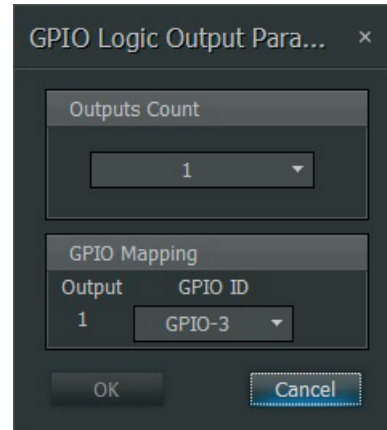 GPIO Logic Output Para... ×
Outputs Count
1
GPIO Mapping
Output GPIO ID
1 GPIO-3
OK Cancel